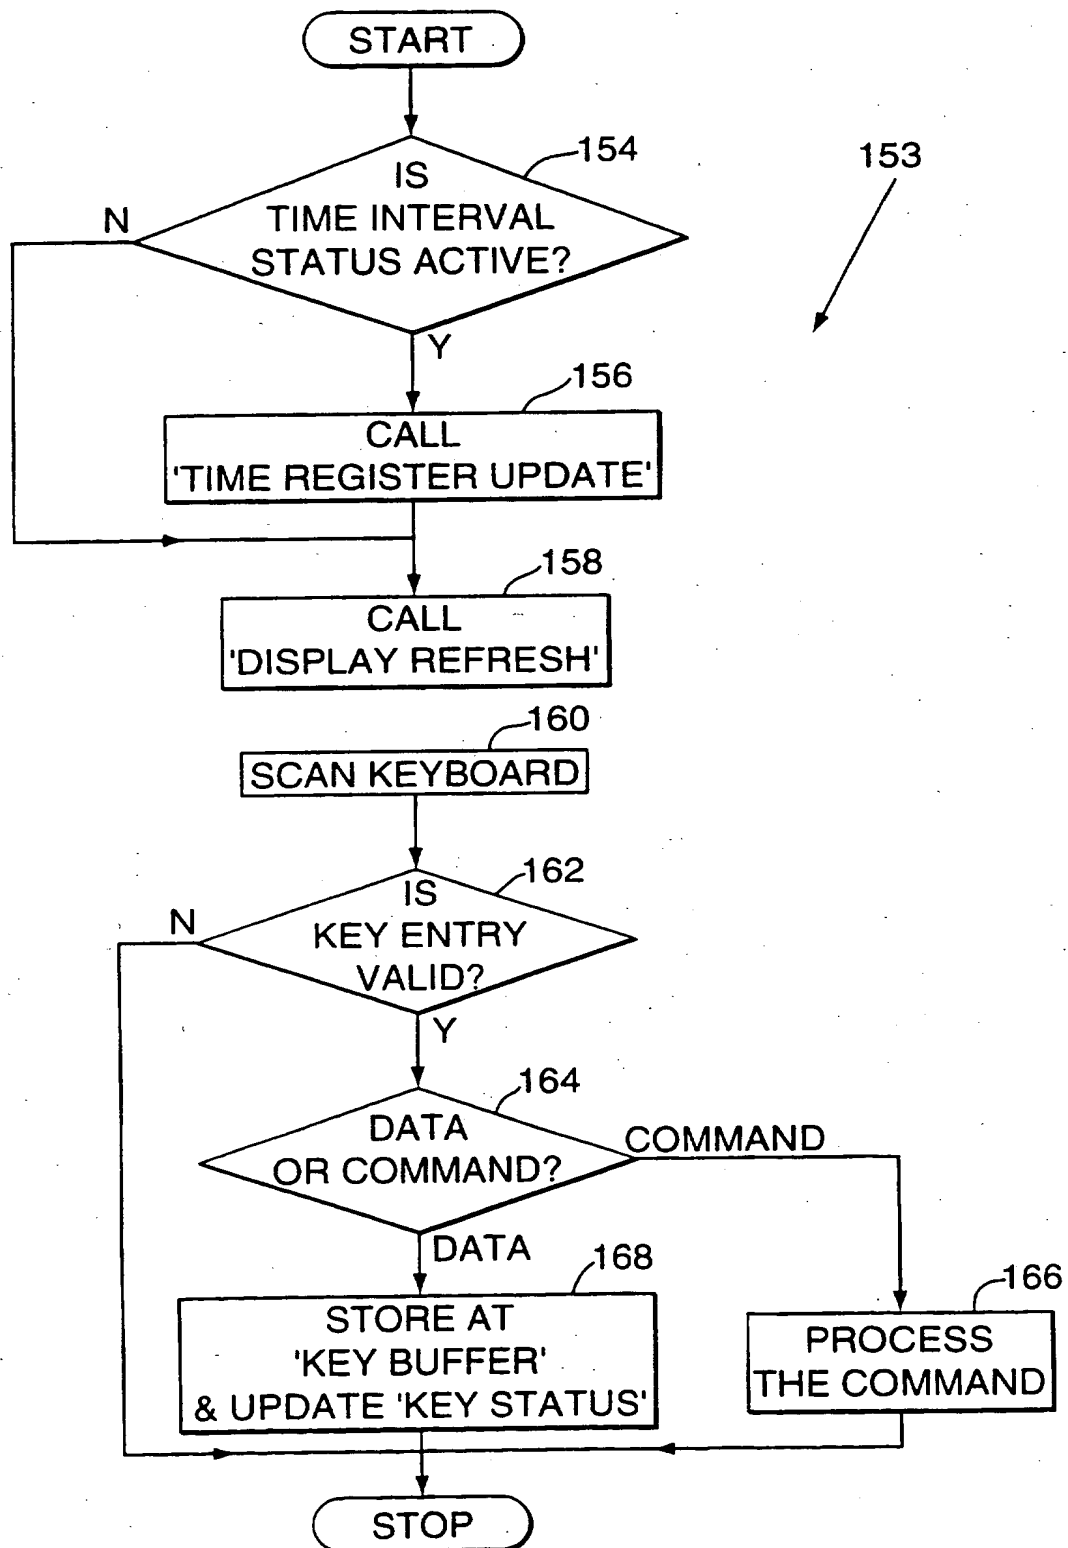 START
154
153
IS
TIME INTERVAL
STATUS ACTIVE?
N
Y
156
CALL
'TIME REGISTER UPDATE'
158
CALL
'DISPLAY REFRESH'
160
SCAN KEYBOARD
162
IS
KEY ENTRY
VALID?
N
Y
164
DATA
OR COMMAND?
COMMAND
DATA
168
STORE AT
'KEY BUFFER'
& UPDATE 'KEY STATUS'
166
PROCESS
THE COMMAND
STOP